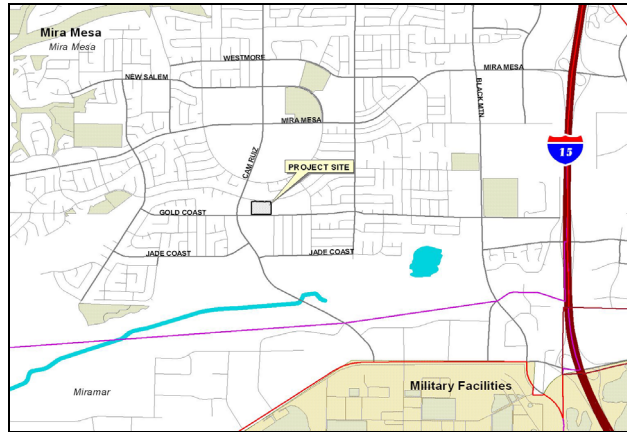 Mira Mesa
Mira Mesa
WESTMORE
NEW SALEM
MIRA MESA
BLACK MTN
MIRA MESA
15
CAM RUIZ
PROJECT SITE
GOLD COAST
JADE COAST
JADE COAST
Military Facilities
Miramar